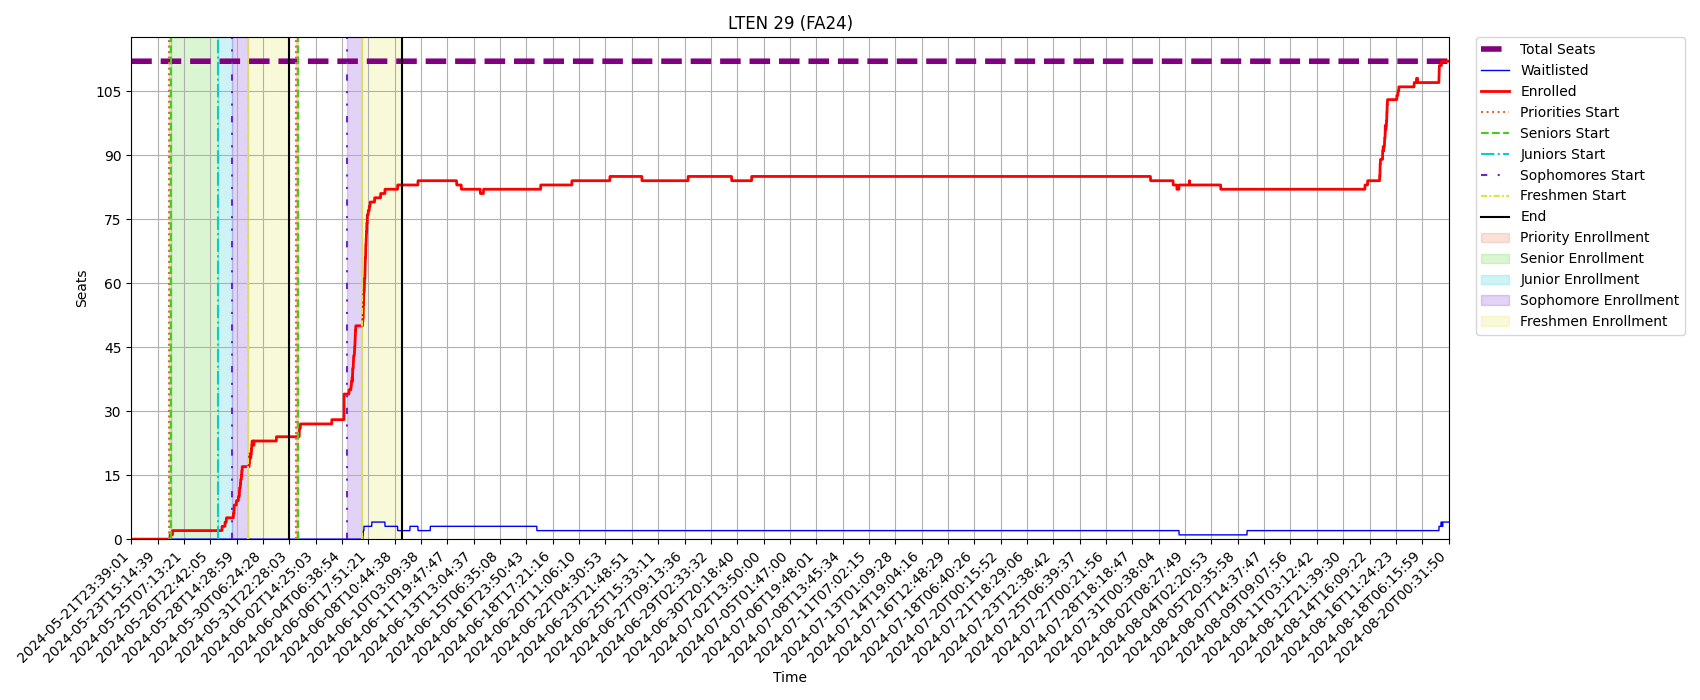 LTEN 29 (FA24)
Total Seats
Waitlisted
Enrolled
Priorities Start
Seniors Start
Juniors Start
Sophomores Start
Freshmen Start
End
Priority Enrollment
Senior Enrollment
Junior Enrollment
Sophomore Enrollment
Freshmen Enrollment
Seats
105
90
75
60
45
30
15
0
2024-05-21T23:39:01
2024-05-23T15:14:39
2024-05-25T07:13:21
2024-05-26T22:42:05
2024-05-28T14:28:59
2024-05-30T06:24:28
2024-05-31T22:28:03
2024-06-02T14:25:03
2024-06-04T06:38:54
2024-06-06T17:51:21
2024-06-08T10:44:38
2024-06-10T03:09:38
2024-06-11T19:47:47
2024-06-13T13:04:37
2024-06-15T06:35:08
2024-06-16T23:50:43
2024-06-18T17:21:16
2024-06-20T11:06:10
2024-06-22T04:30:53
2024-06-23T21:48:51
2024-06-25T15:33:11
2024-06-27T09:13:36
2024-06-29T02:33:32
2024-06-30T20:18:40
2024-07-02T13:50:00
2024-07-05T01:47:00
2024-07-06T19:48:01
2024-07-08T13:45:34
2024-07-11T07:02:15
2024-07-13T01:09:28
2024-07-14T19:04:16
2024-07-16T12:48:29
2024-07-18T06:40:26
2024-07-20T00:15:52
2024-07-21T18:29:06
2024-07-23T12:38:42
2024-07-25T06:39:37
2024-07-27T00:21:56
2024-07-28T18:18:47
2024-07-31T00:38:04
2024-08-02T08:27:49
2024-08-04T02:20:53
2024-08-05T20:35:58
2024-08-07T14:37:47
2024-08-09T09:07:56
2024-08-11T03:12:42
2024-08-12T21:39:30
2024-08-14T16:09:22
2024-08-16T11:24:23
2024-08-18T06:15:59
2024-08-20T00:31:50
Time